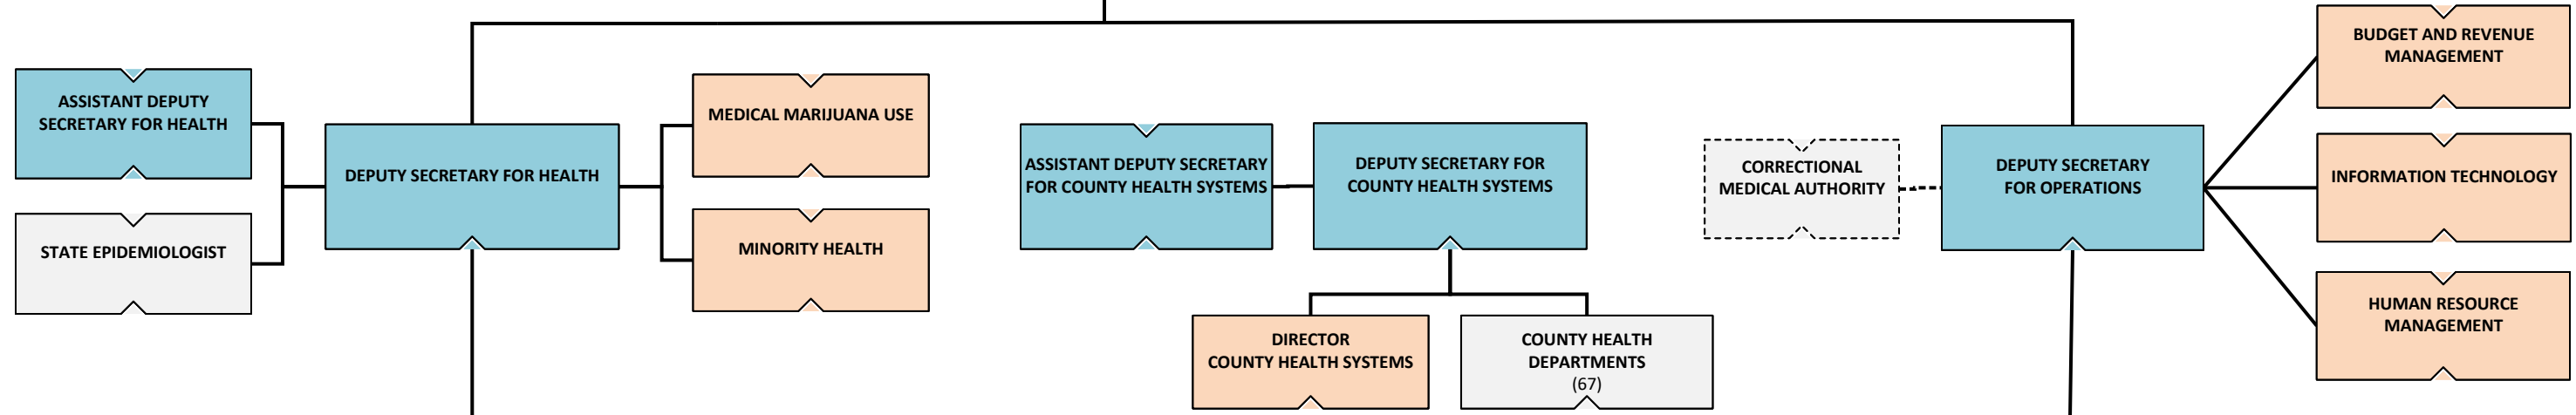 ASSISTANT DEPUTY
SECRETARY FOR HEALTH
STATE EPIDEMIOLOGIST
DEPUTY SECRETARY FOR HEALTH
MEDICAL MARIJUANA USE
MINORITY HEALTH
ASSISTANT DEPUTY SECRETARY
FOR COUNTY HEALTH SYSTEMS
DEPUTY SECRETARY FOR
COUNTY HEALTH SYSTEMS
DIRECTOR
COUNTY HEALTH SYSTEMS
COUNTY HEALTH
DEPARTMENTS
(67)
CORRECTIONAL
MEDICAL AUTHORITY
DEPUTY SECRETARY
FOR OPERATIONS
BUDGET AND REVENUE
MANAGEMENT
INFORMATION TECHNOLOGY
HUMAN RESOURCE
MANAGEMENT